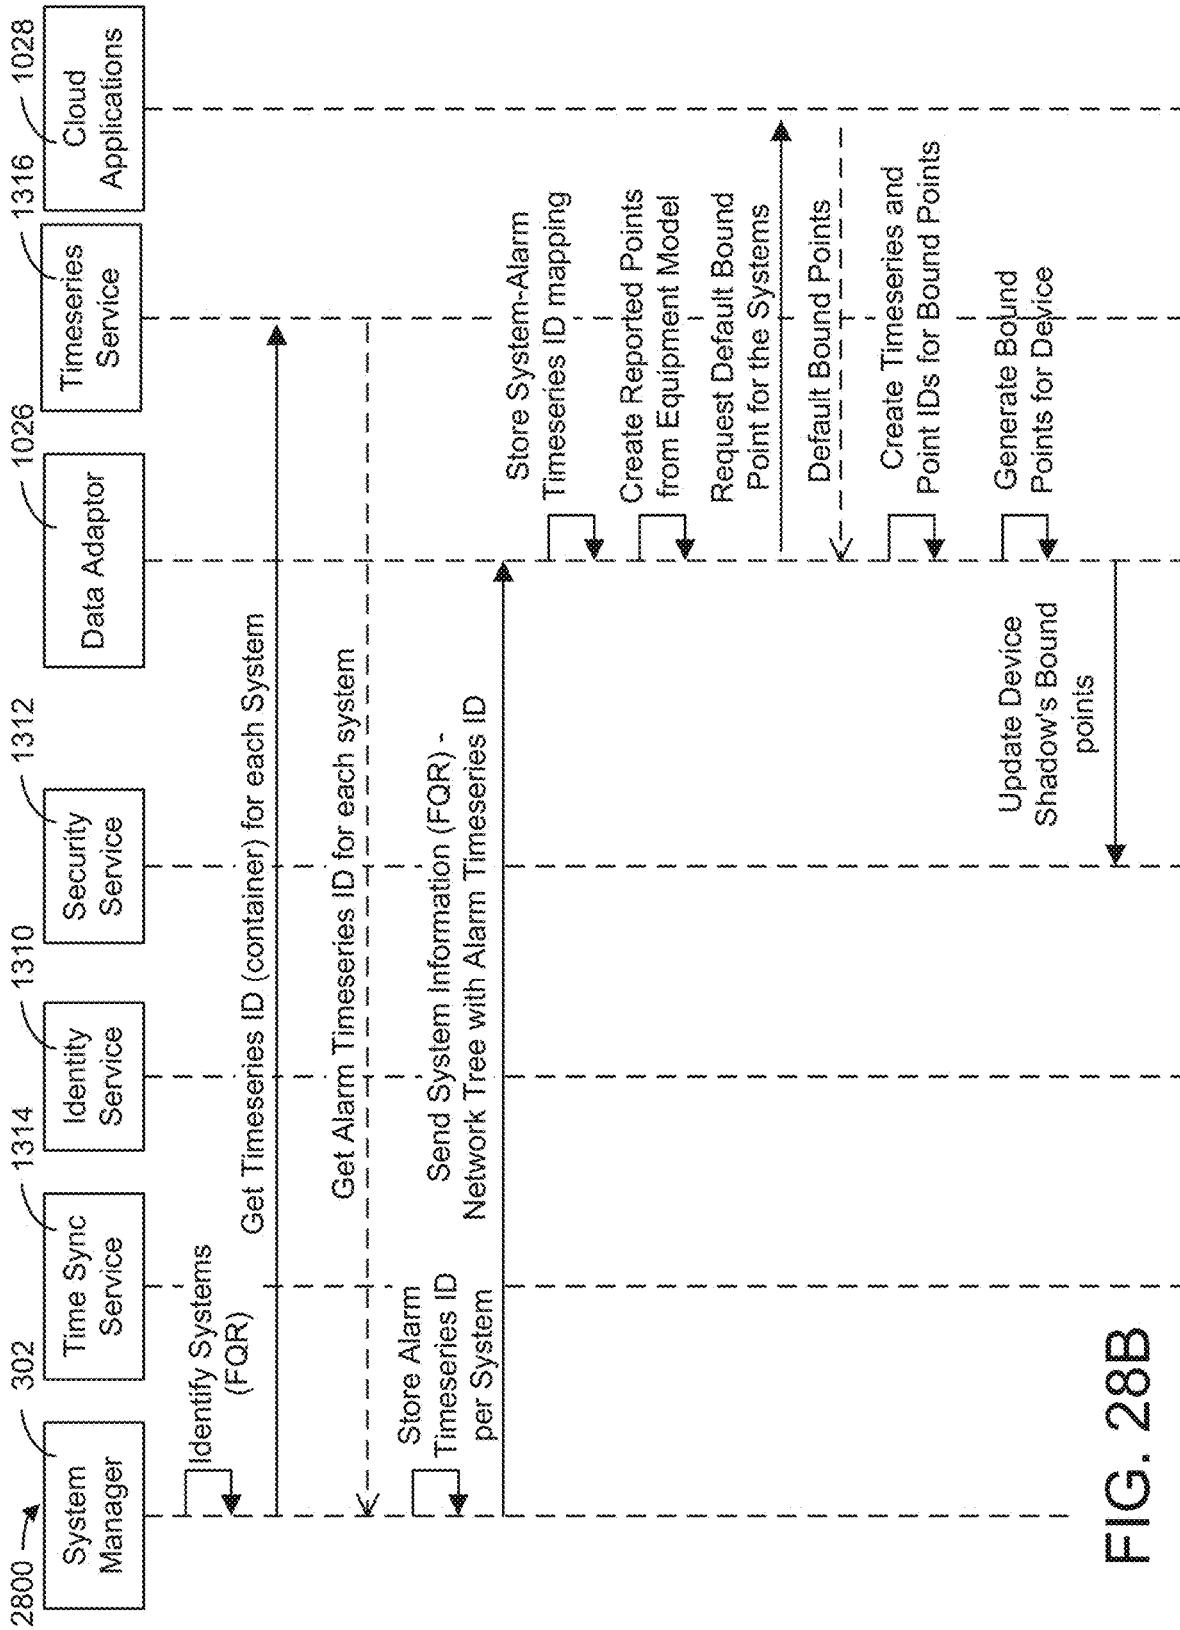 2800
302
1314
1310
1312
1026
1316
1028
System
Manager
Time Sync
Service
Identity
Service
Security
Service
Data Adaptor
Timeseries
Service
Cloud
Applications
Identify Systems
(FQR)
Get Timeseries ID (container) for each System
Get Alarm Timeseries ID for each system
Store Alarm
Timeseries ID
per System
Send System Information (FQR) -
Network Tree with Alarm Timeseries ID
Store System-Alarm
Timeseries ID mapping
Create Reported Points
from Equipment Model
Request Default Bound
Point for the Systems
Default Bound Points
Create Timeseries and
Point IDs for Bound Points
Generate Bound
Points for Device
Update Device
Shadow's Bound
points
FIG. 28B